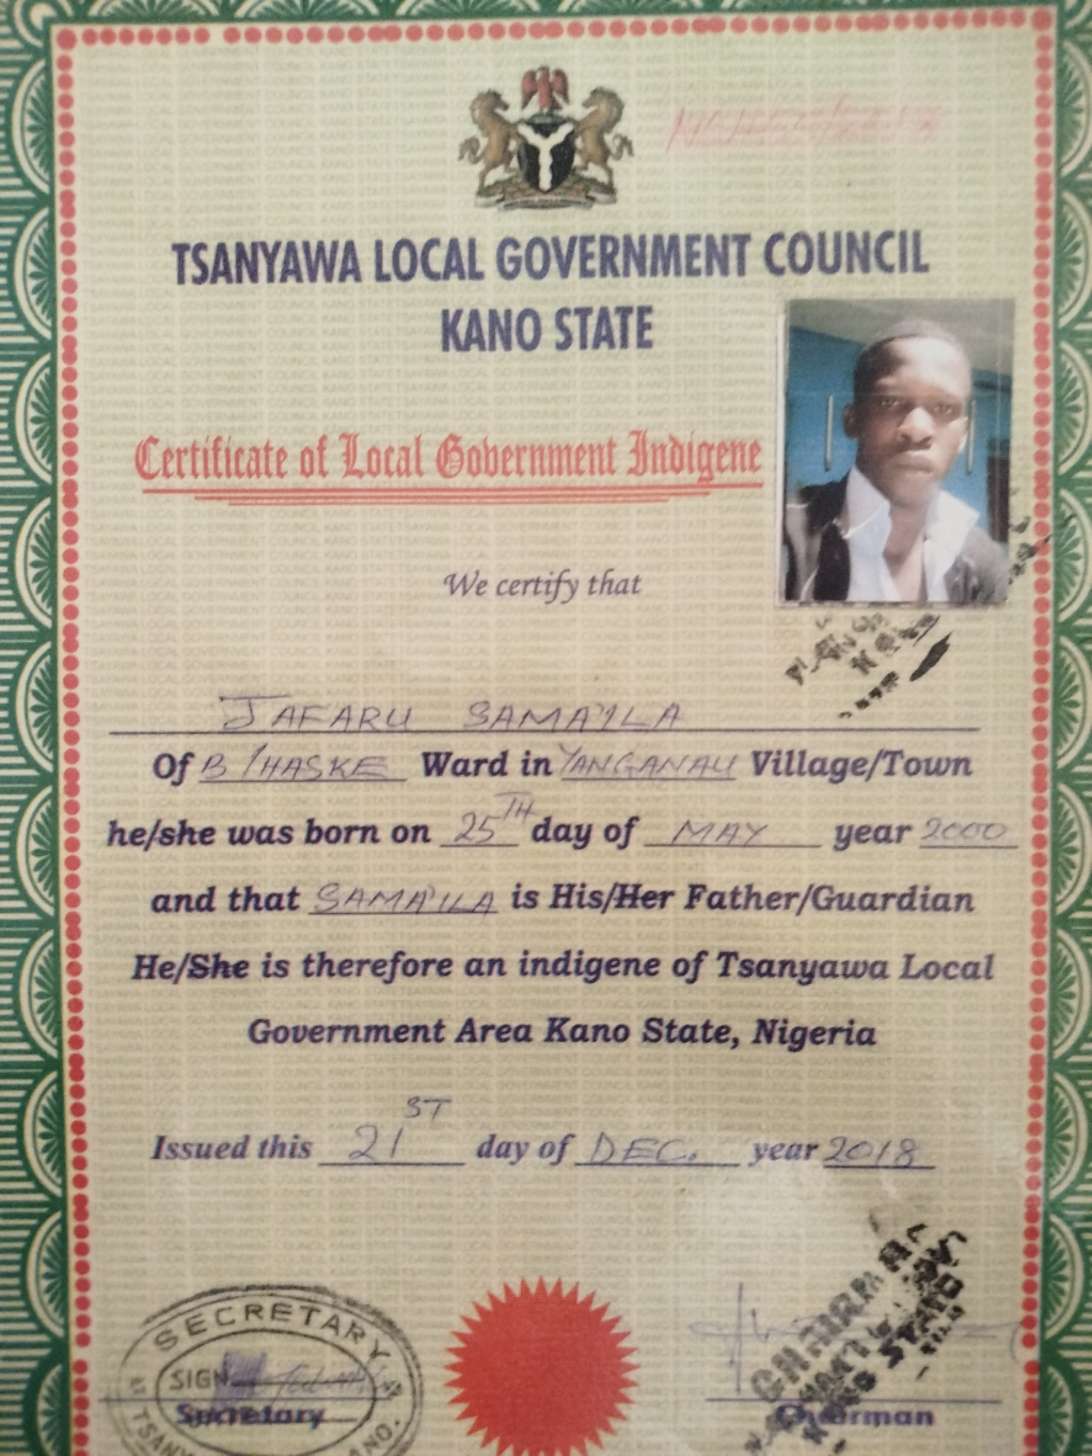 TSANYAWA LOCAL GOVERNMENT COUNCIL
KANO STATE
Certificate of Local Government Indigene
We certify that
JAFARU SAMA'ILA
Of B/HASKE Ward in YANGANAU Village/Town
he/she was born on 25TH day of MAY year 2000
and that SAMA'ILA is His/Her Father/Guardian
He/She is therefore an indigene of Tsanyawa Local
Government Area Kano State, Nigeria
Issued this 21ST day of DEC. year 2018
SECRETARY
SIGN
Secretary
CHAIRMAN
Chairman